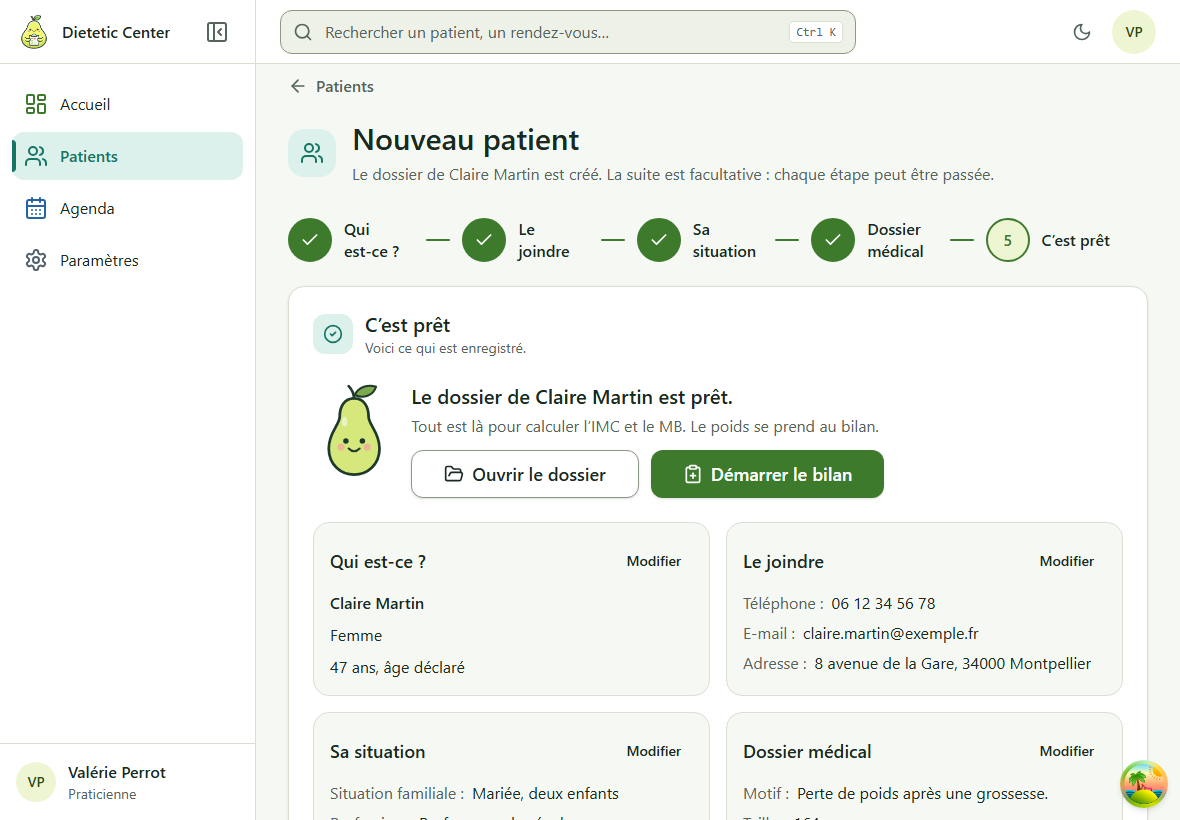 Dietetic Center
Rechercher un patient, un rendez-vous...
Ctrl K
VP
Accueil
Patients
Agenda
Paramètres
Valérie Perrot
Praticienne
VP
Patients
Nouveau patient
Le dossier de Claire Martin est créé. La suite est facultative : chaque étape peut être passée.
Qui
est-ce ?
Le
joindre
Sa
situation
Dossier
médical
5
C’est prêt
C’est prêt
Voici ce qui est enregistré.
Le dossier de Claire Martin est prêt.
Tout est là pour calculer l’IMC et le MB. Le poids se prend au bilan.
Ouvrir le dossier
Démarrer le bilan
Qui est-ce ?
Modifier
Claire Martin
Femme
47 ans, âge déclaré
Le joindre
Modifier
Téléphone : 06 12 34 56 78
E-mail : claire.martin@exemple.fr
Adresse : 8 avenue de la Gare, 34000 Montpellier
Sa situation
Modifier
Situation familiale : Mariée, deux enfants
Dossier médical
Modifier
Motif : Perte de poids après une grossesse.